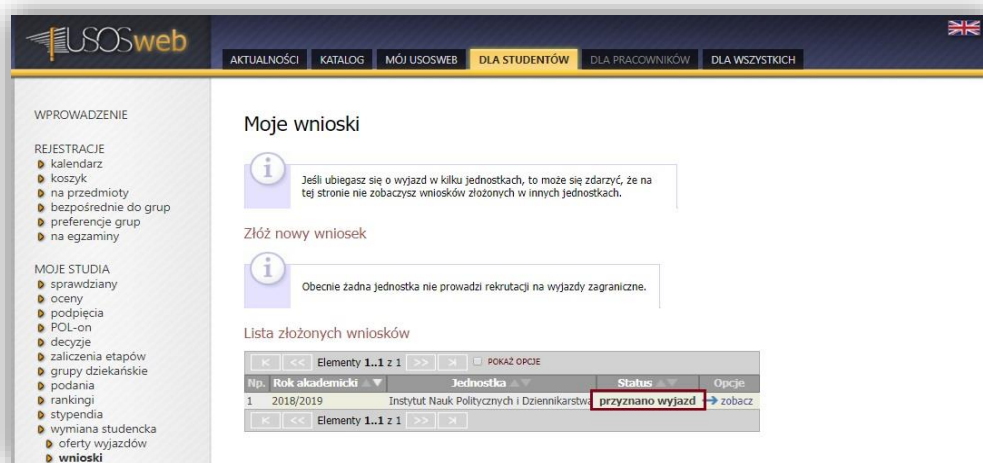 USOSweb
AKTUALNOŚCI KATALOG MÓJ USOSWEB DLA STUDENTÓW DLA PRACOWNIKÓW DLA WSZYSTKICH
WPROWADZENIE
REJESTRACJE
kalendarz
koszyk
na przedmioty
bezpośrednie do grup
preferencje grup
na egzaminy
MOJE STUDIA
sprawdziany
oceny
podpięcia
POL-on
decyzje
zaliczenia etapów
grupy dziekańskie
podania
rankingi
stypendia
wymiana studencka
oferty wyjazdów
wnioski
Moje wnioski
Jeśli ubiegasz się o wyjazd w kilku jednostkach, to może się zdarzyć, że na
tej stronie nie zobaczysz wniosków złożonych w innych jednostkach.
Złóż nowy wniosek
Obecnie żadna jednostka nie prowadzi rekrutacji na wyjazdy zagraniczne.
Lista złożonych wniosków
Elementy 1..1 z 1 POKAŻ OPCJE
Np. Rok akademicki Jednostka Status Opcje
1 2018/2019 Instytut Nauk Politycznych i Dziennikarstwa przyznano wyjazd zobacz
Elementy 1..1 z 1